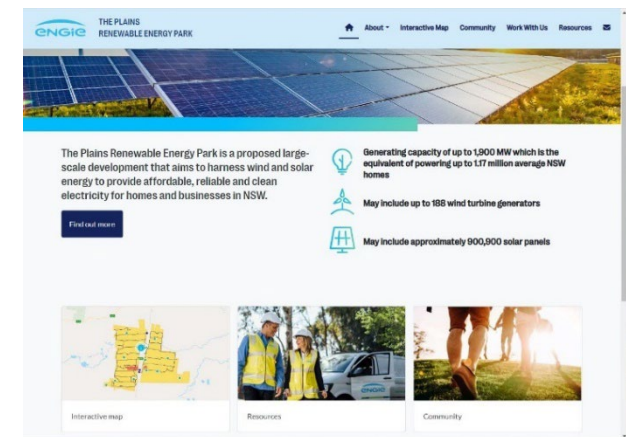 ENGIE
THE PLAINS
RENEWABLE ENERGY PARK
About
Interactive Map
Community
Work With Us
Resources
The Plains Renewable Energy Park is a proposed large-
scale development that aims to harness wind and solar
energy to provide affordable, reliable and clean
electricity for homes and businesses in NSW.
Find out more
Generating capacity of up to 1,900 MW which is the
equivalent of powering up to 1.17 million average NSW
homes
May include up to 188 wind turbine generators
May include approximately 900,900 solar panels
ENGIE
Interactive map
Resources
Community